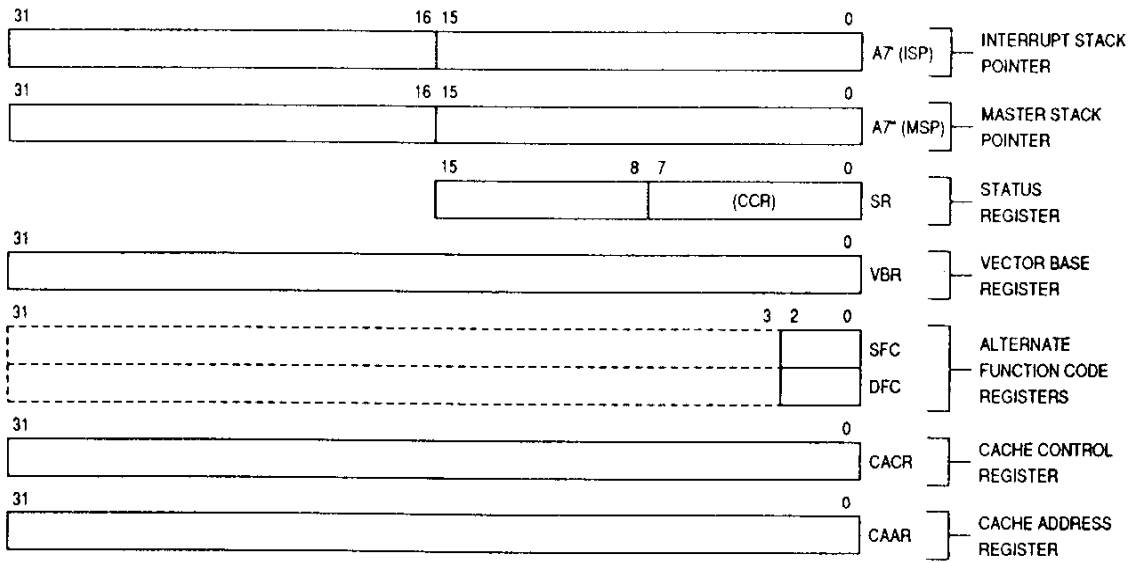 31 16 15 0
A7' (ISP)
INTERRUPT STACK
POINTER
31 16 15 0
A7" (MSP)
MASTER STACK
POINTER
15 8 7 0
(CCR)
SR
STATUS
REGISTER
31 0
VBR
VECTOR BASE
REGISTER
31 3 2 0
SFC
DFC
ALTERNATE
FUNCTION CODE
REGISTERS
31 0
CACR
CACHE CONTROL
REGISTER
31 0
CAAR
CACHE ADDRESS
REGISTER